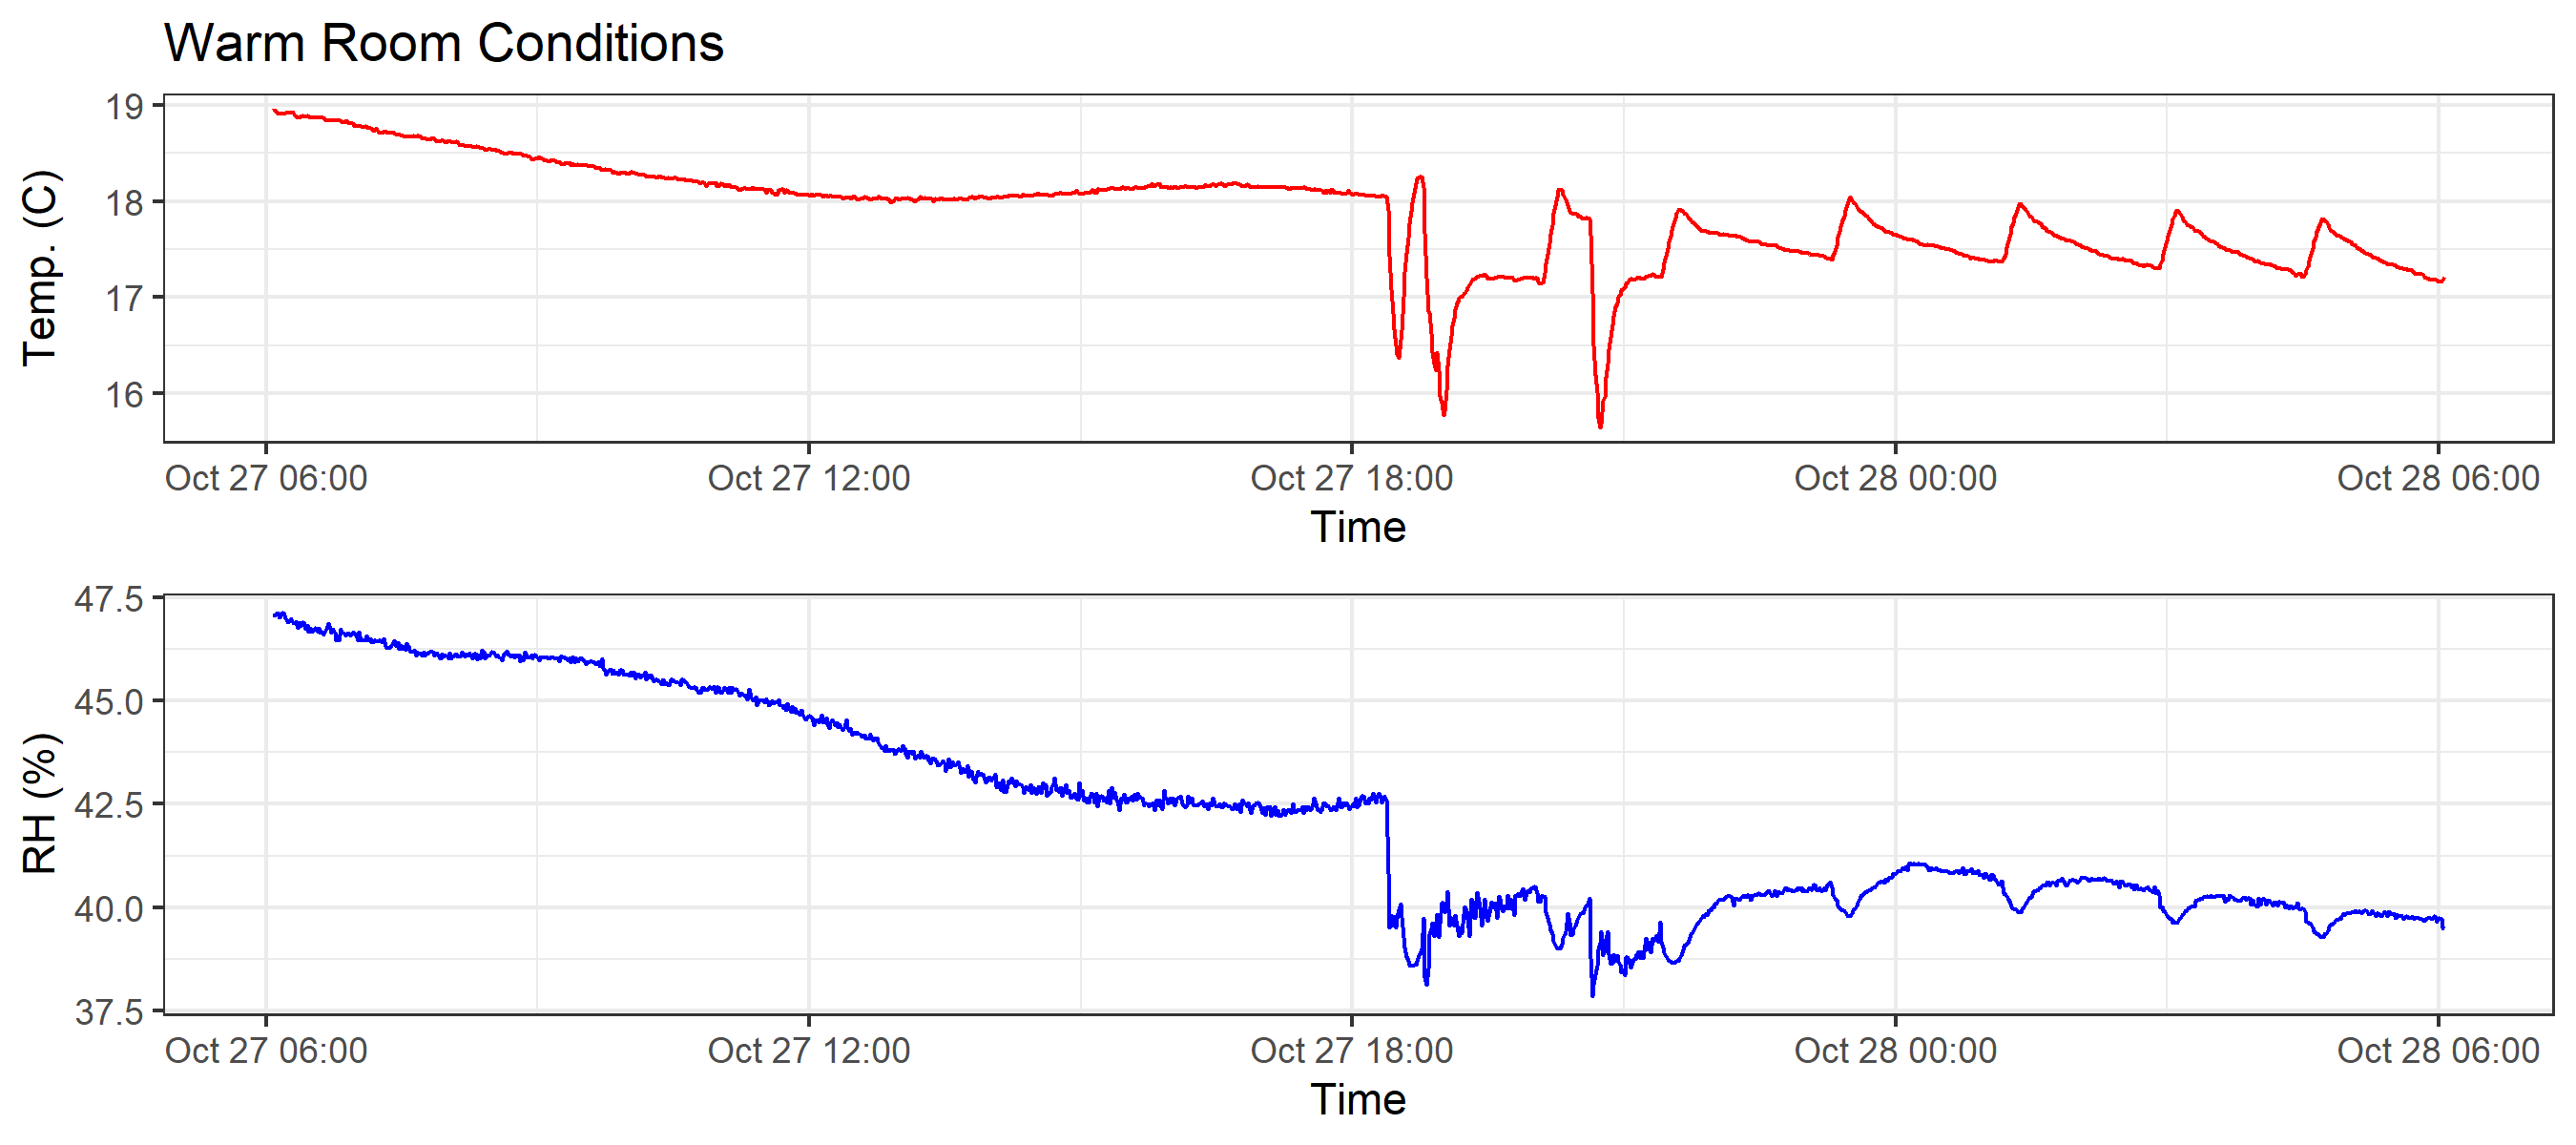 Warm Room Conditions
Temp. (C)
19
18
17
16
Oct 27 06:00 Oct 27 12:00 Oct 27 18:00 Oct 28 00:00 Oct 28 06:00
Time
RH (%)
47.5
45.0
42.5
40.0
37.5
Oct 27 06:00 Oct 27 12:00 Oct 27 18:00 Oct 28 00:00 Oct 28 06:00
Time